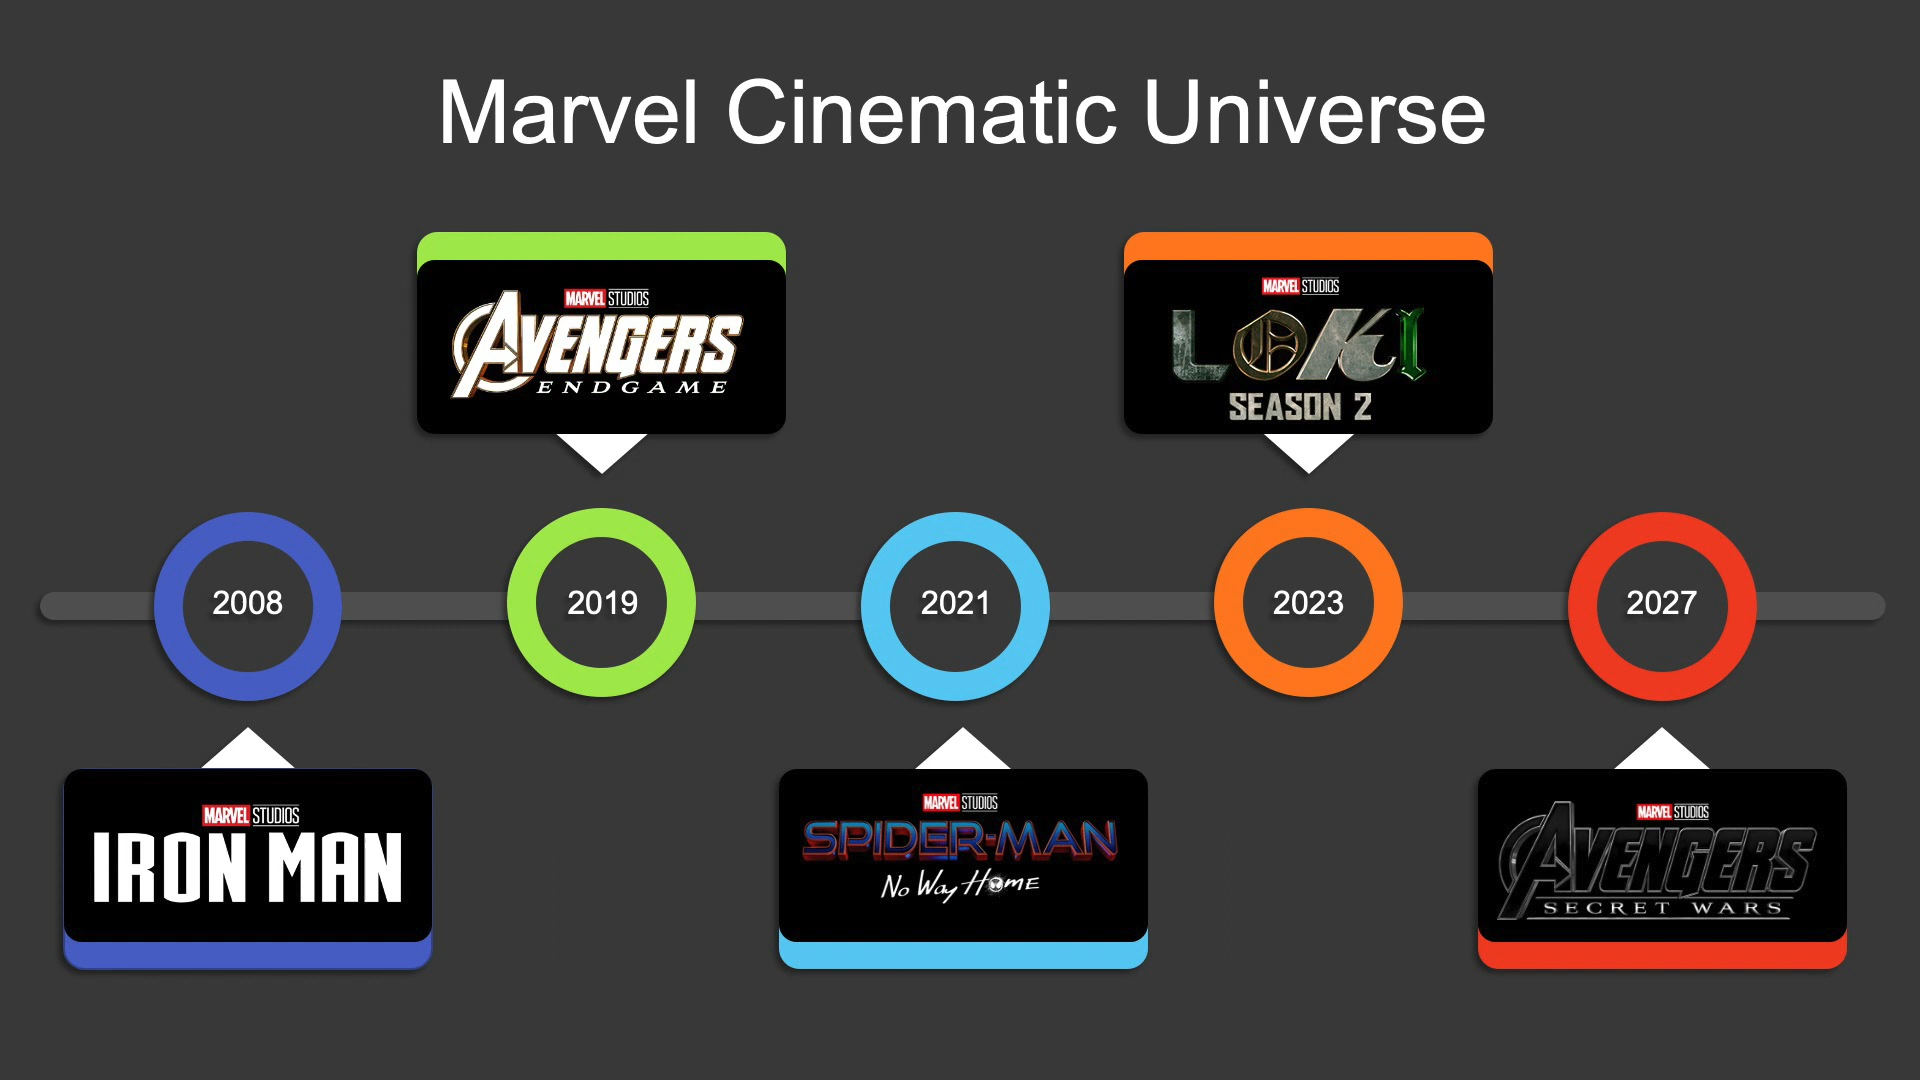 Marvel Cinematic Universe
MARVEL STUDIOS
AVENGERS
ENDGAME
MARVEL STUDIOS
LOKI
SEASON 2
2008
2019
2021
2023
2027
MARVEL STUDIOS
IRON MAN
MARVEL STUDIOS
SPIDER-MAN
No Way Home
MARVEL STUDIOS
AVENGERS
SECRET WARS